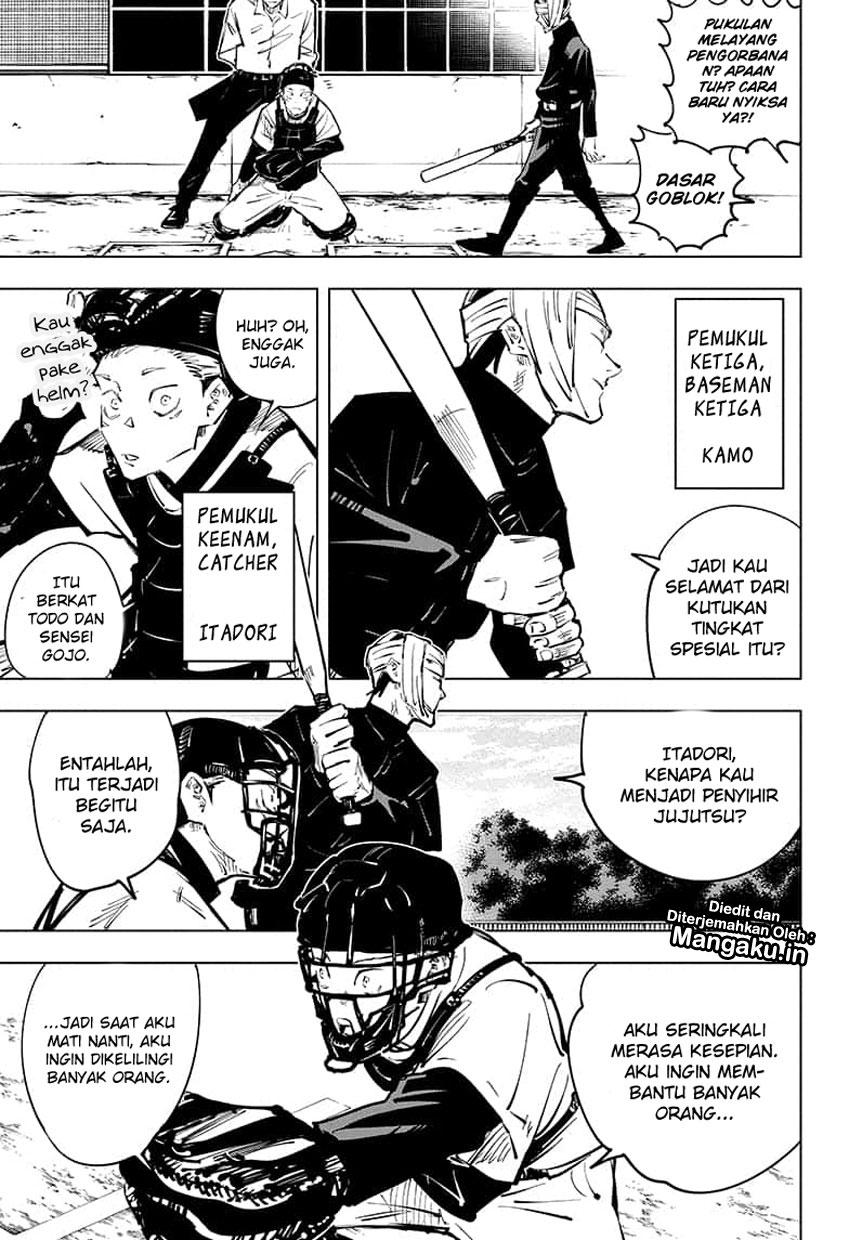 PUKULAN
MELAYANG
PENGORBANA
N? APAAN
TUH? CARA
BARU NYIKSA
YA?!
DASAR
GOBLOK!
PEMUKUL
KETIGA,
BASEMAN
KETIGA
KAMO
JADI KAU
SELAMAT DARI
KUTUKAN
TINGKAT
SPESIAL ITU?
HUH? OH,
ENGGAK
JUGA.
Kau
enggak
pake
helm?
PEMUKUL
KEENAM,
CATCHER
ITADORI
ITU
BERKAT
TODO DAN
SENSEI
GOJO.
ITADORI,
KENAPA KAU
MENJADI PENYIHIR
JUJUTSU?
ENTAHLAH,
ITU TERJADI
BEGITU
SAJA.
Diedit dan
Diterjemahkan Oleh :
Mangaku.in
AKU SERINGKALI
MERASA KESEPIAN.
AKU INGIN MEM-
BANTU BANYAK
ORANG...
...JADI SAAT AKU
MATI NANTI, AKU
INGIN DIKELILINGI
BANYAK ORANG.